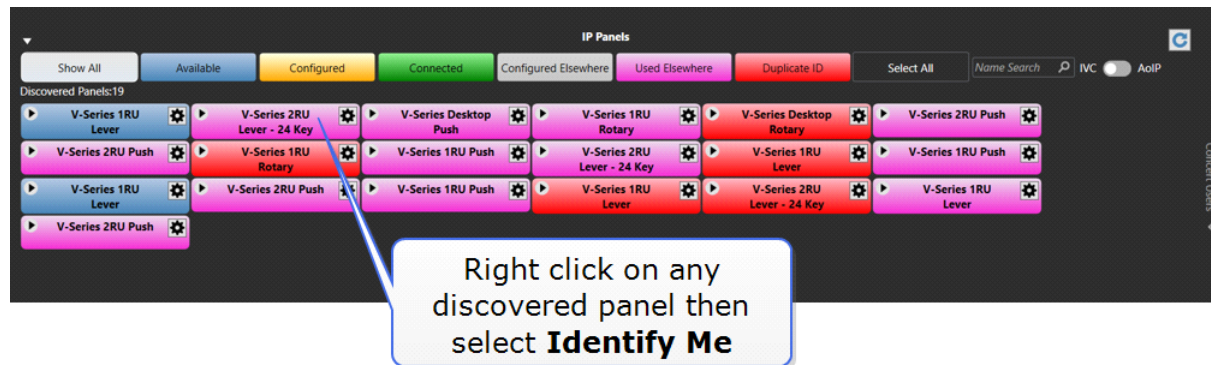 IP Panels
Show All Available Configured Connected Configured Elsewhere Used Elsewhere Duplicate ID Select All Name Search IVC AoIP
Discovered Panels:19
V-Series 1RU Lever
V-Series 2RU Lever - 24 Key
V-Series Desktop Push
V-Series 1RU Rotary
V-Series Desktop Rotary
V-Series 2RU Push
V-Series 2RU Push
V-Series 1RU Rotary
V-Series 1RU Push
V-Series 2RU Lever - 24 Key
V-Series 1RU Lever
V-Series 1RU Push
V-Series 1RU Lever
V-Series 2RU Push
V-Series 1RU Push
V-Series 1RU Lever
V-Series 2RU Lever - 24 Key
V-Series 1RU Lever
V-Series 2RU Push
Concert Users
Right click on any
discovered panel then
select Identify Me